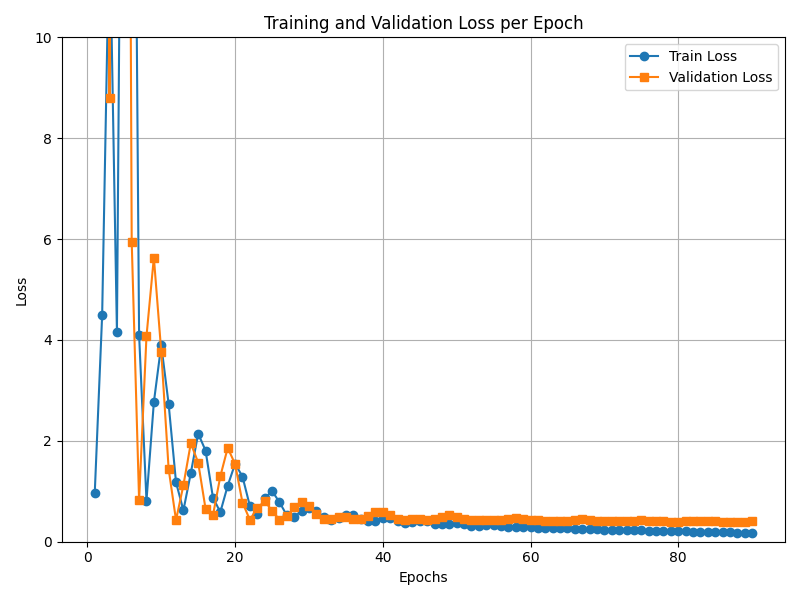 Training and Validation Loss per Epoch
Train Loss
Validation Loss
Loss
10
8
6
4
2
0
0 20 40 60 80
Epochs